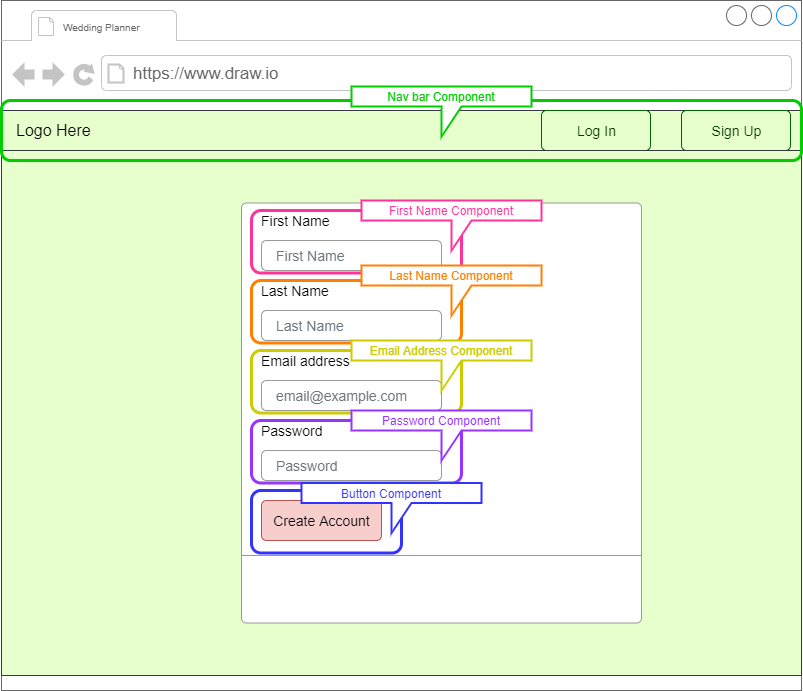 Wedding Planner
https://www.draw.io
Nav bar Component
Logo Here
Log In
Sign Up
First Name Component
First Name
First Name
Last Name Component
Last Name
Last Name
Email Address Component
Email address
email@example.com
Password Component
Password
Password
Button Component
Create Account